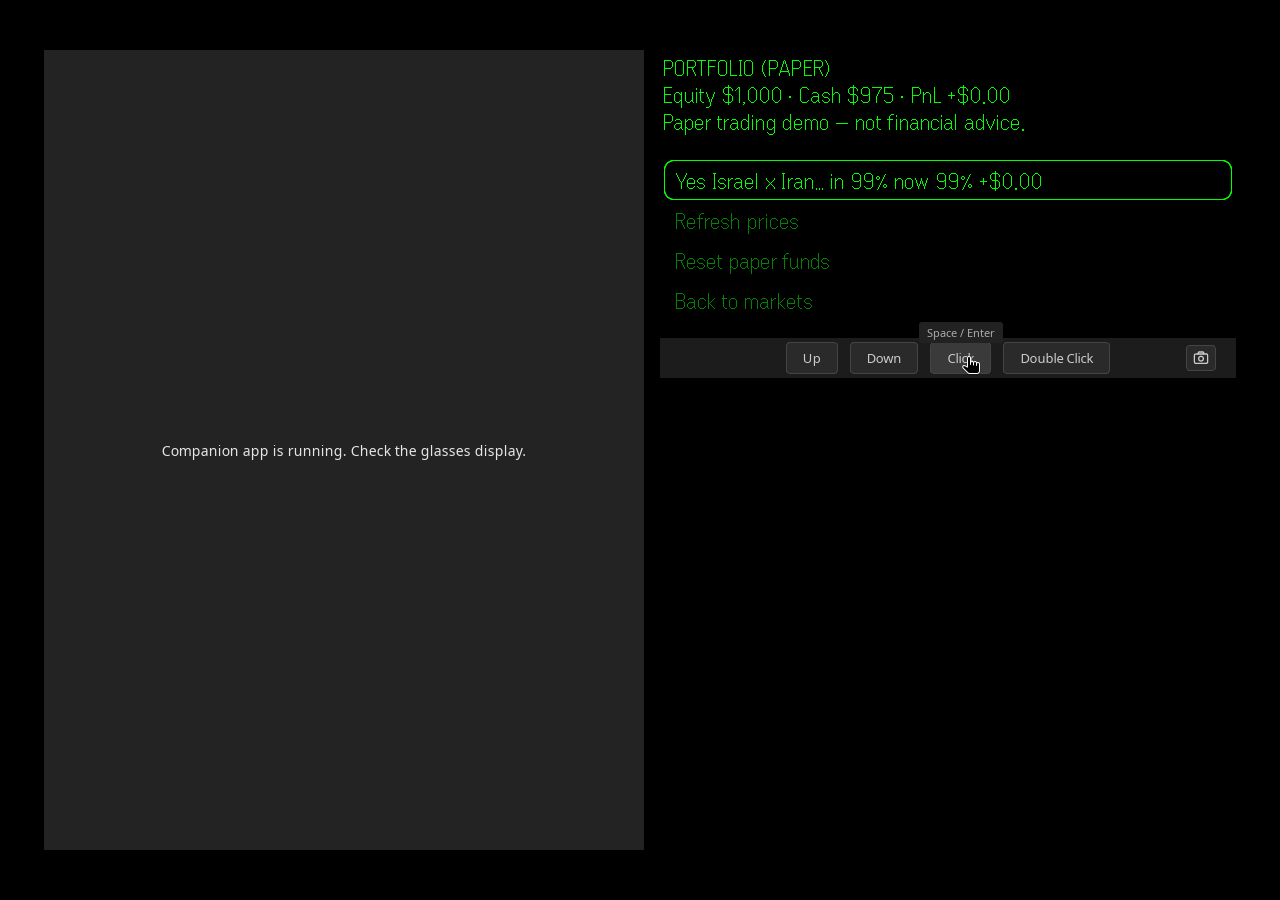 Companion app is running. Check the glasses display.
PORTFOLIO (PAPER)
Equity $1,000 · Cash $975 · PnL +$0.00
Paper trading demo — not financial advice.
Yes Israel x Iran... in 99% now 99% +$0.00
Refresh prices
Reset paper funds
Back to markets
Space / Enter
Up Down Click Double Click